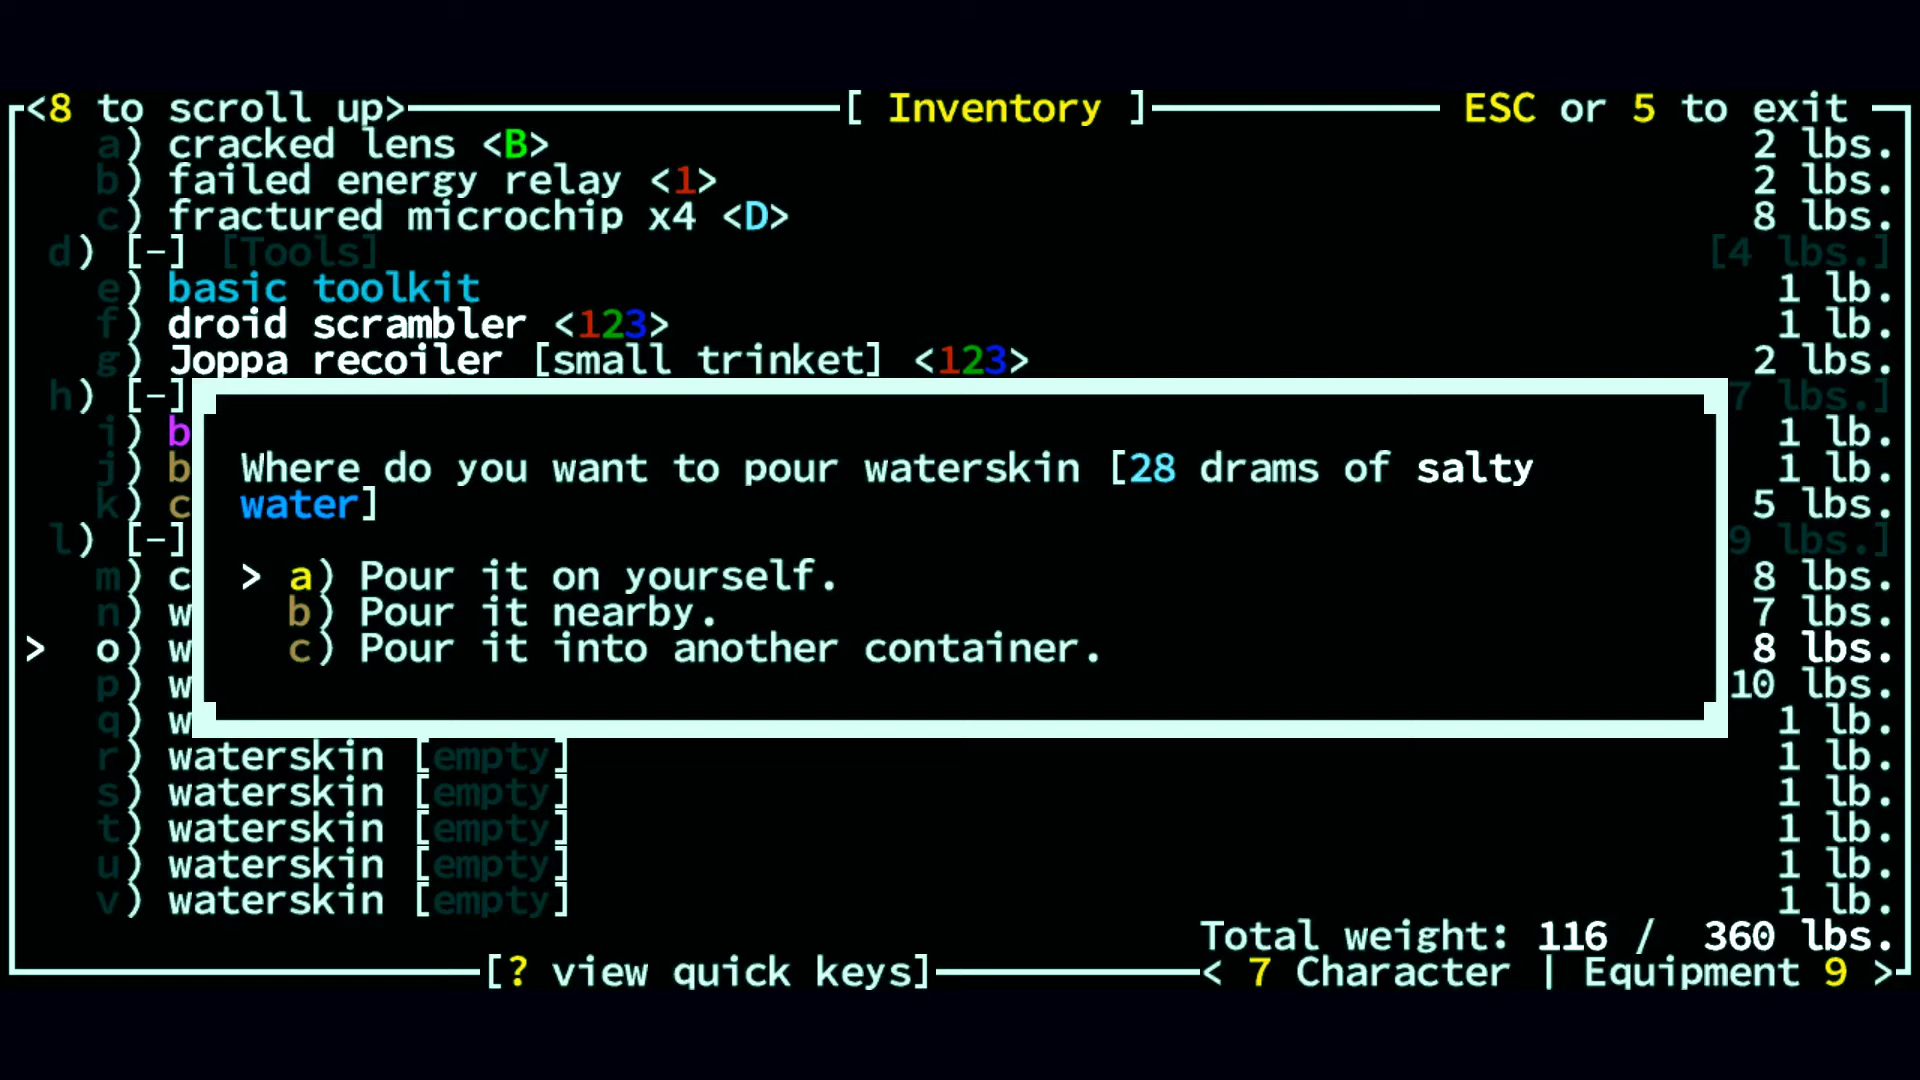 <8 to scroll up> [ Inventory ] ESC or 5 to exit
a) cracked lens <B> 2 lbs.
b) failed energy relay <1> 2 lbs.
c) fractured microchip x4 <D> 8 lbs.
d) [-] [Tools] [4 lbs.]
e) basic toolkit 1 lb.
f) droid scrambler <123> 1 lb.
g) Joppa recoiler [small trinket] <123> 2 lbs.
h) [-] 7 lbs.]
i) b 1 lb.
j) b 1 lb.
k) c 5 lbs.
l) [-] 9 lbs.]
m) c 8 lbs.
n) w 7 lbs.
> o) w 8 lbs.
p) w 10 lbs.
q) w 1 lb.
Where do you want to pour waterskin [28 drams of salty
water]
> a) Pour it on yourself.
b) Pour it nearby.
c) Pour it into another container.
r) waterskin [empty] 1 lb.
s) waterskin [empty] 1 lb.
t) waterskin [empty] 1 lb.
u) waterskin [empty] 1 lb.
v) waterskin [empty] 1 lb.
Total weight: 116 / 360 lbs.
[? view quick keys] < 7 Character | Equipment 9 >